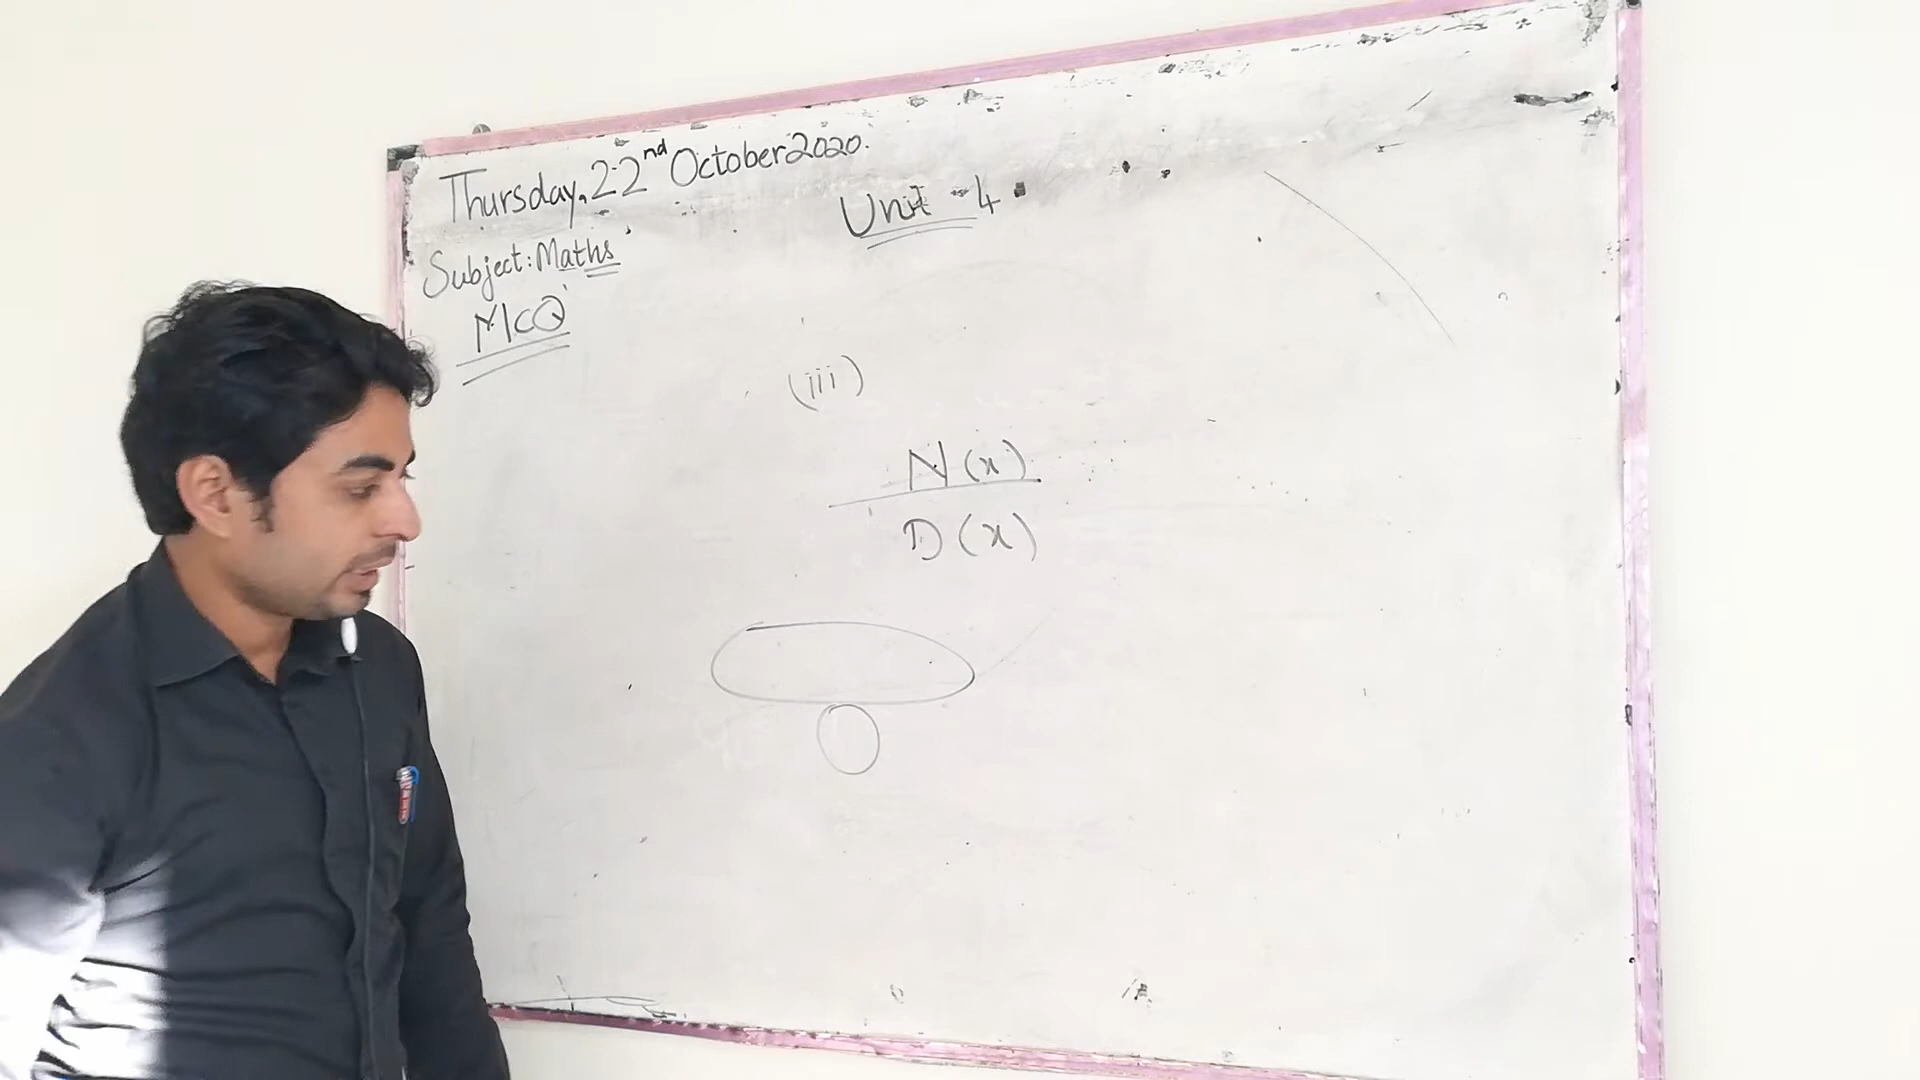 Thursday, 22nd October 2020.
Unit - 4
Subject: Maths
McQ
(iii)
N(x)
D(x)